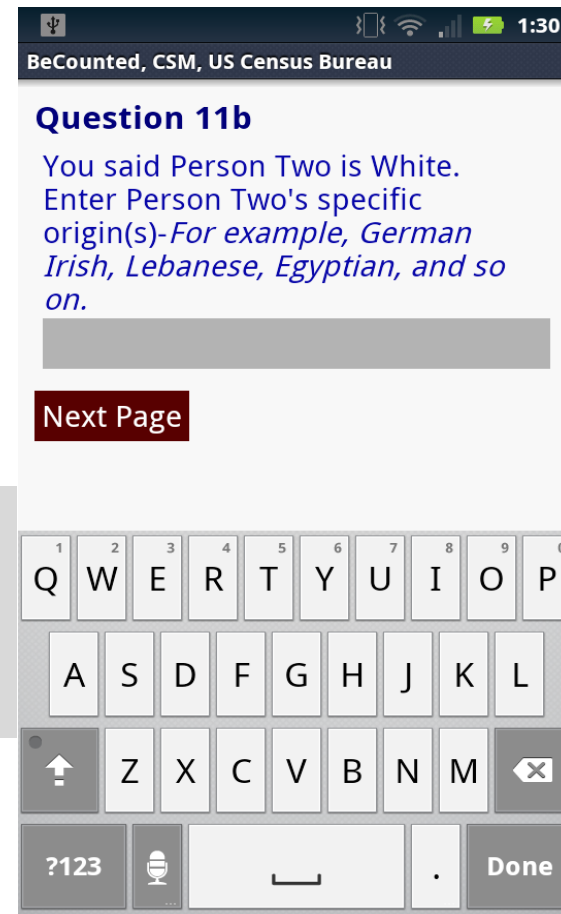 1:30
BeCounted, CSM, US Census Bureau
Question 11b
You said Person Two is White.
Enter Person Two's specific
origin(s)-For example, German
Irish, Lebanese, Egyptian, and so
on.
Next Page
1 2 3 4 5 6 7 8 9
Q W E R T Y U I O P
A S D F G H J K L
Z X C V B N M
?123 . Done